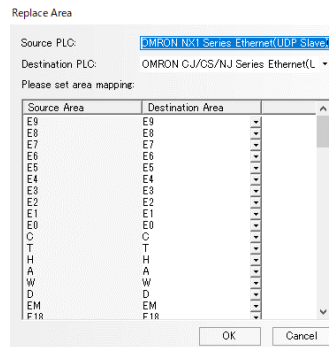 Replace Area
Source PLC: OMRON NX1 Series Ethernet(UDP Slave)
Destination PLC: OMRON CJ/CS/NJ Series Ethernet(L
Please set area mapping:
Source Area Destination Area
E9 E9
E8 E8
E7 E7
E6 E6
E5 E5
E4 E4
E3 E3
E2 E2
E1 E1
E0 E0
C C
T T
H H
A A
W W
D D
EM EM
E18 E18
OK Cancel